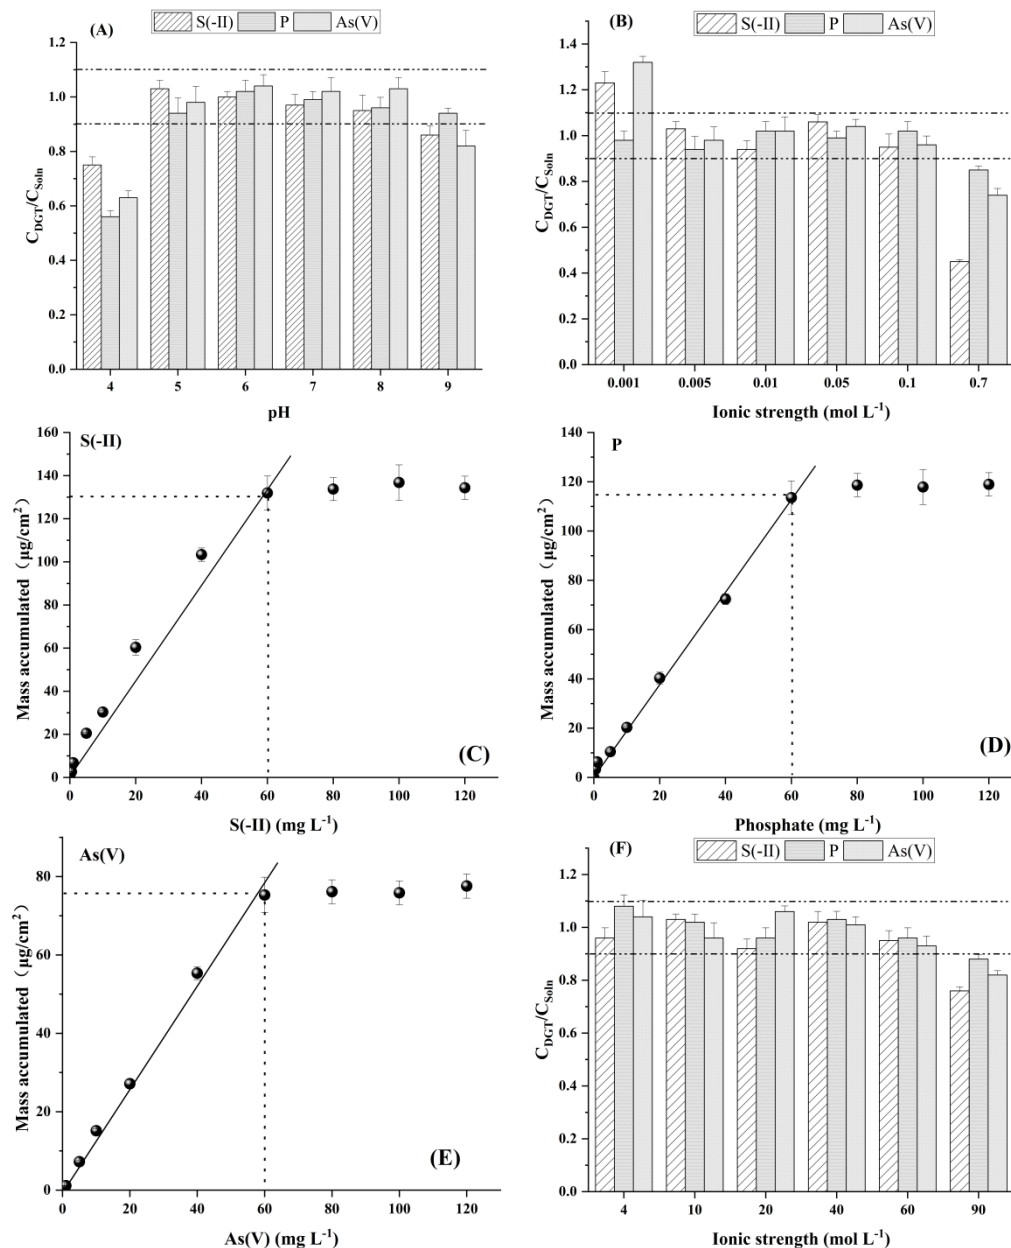 (A)
S(-II) P As(V)
1.2
1.0
0.8
0.6
0.4
0.2
0.0
C_DGT/C_Soln
4 5 6 7 8 9
pH
(B)
S(-II) P As(V)
1.4
1.2
1.0
0.8
0.6
0.4
0.2
0.0
C_DGT/C_Soln
0.001 0.005 0.01 0.05 0.1 0.7
Ionic strength (mol L⁻¹)
S(-II)
160
140
120
100
80
60
40
20
0
Mass accumulated（μg/cm²）
(C)
0 20 40 60 80 100 120
S(-II) (mg L⁻¹)
P
140
120
100
80
60
40
20
0
Mass accumulated（μg/cm²）
(D)
0 20 40 60 80 100 120
Phosphate (mg L⁻¹)
As(V)
80
60
40
20
0
Mass accumulated（μg/cm²）
(E)
0 20 40 60 80 100 120
As(V) (mg L⁻¹)
(F)
S(-II) P As(V)
1.2
1.0
0.8
0.6
0.4
0.2
0.0
C_DGT/C_Soln
4 10 20 40 60 90
Ionic strength (mol L⁻¹)